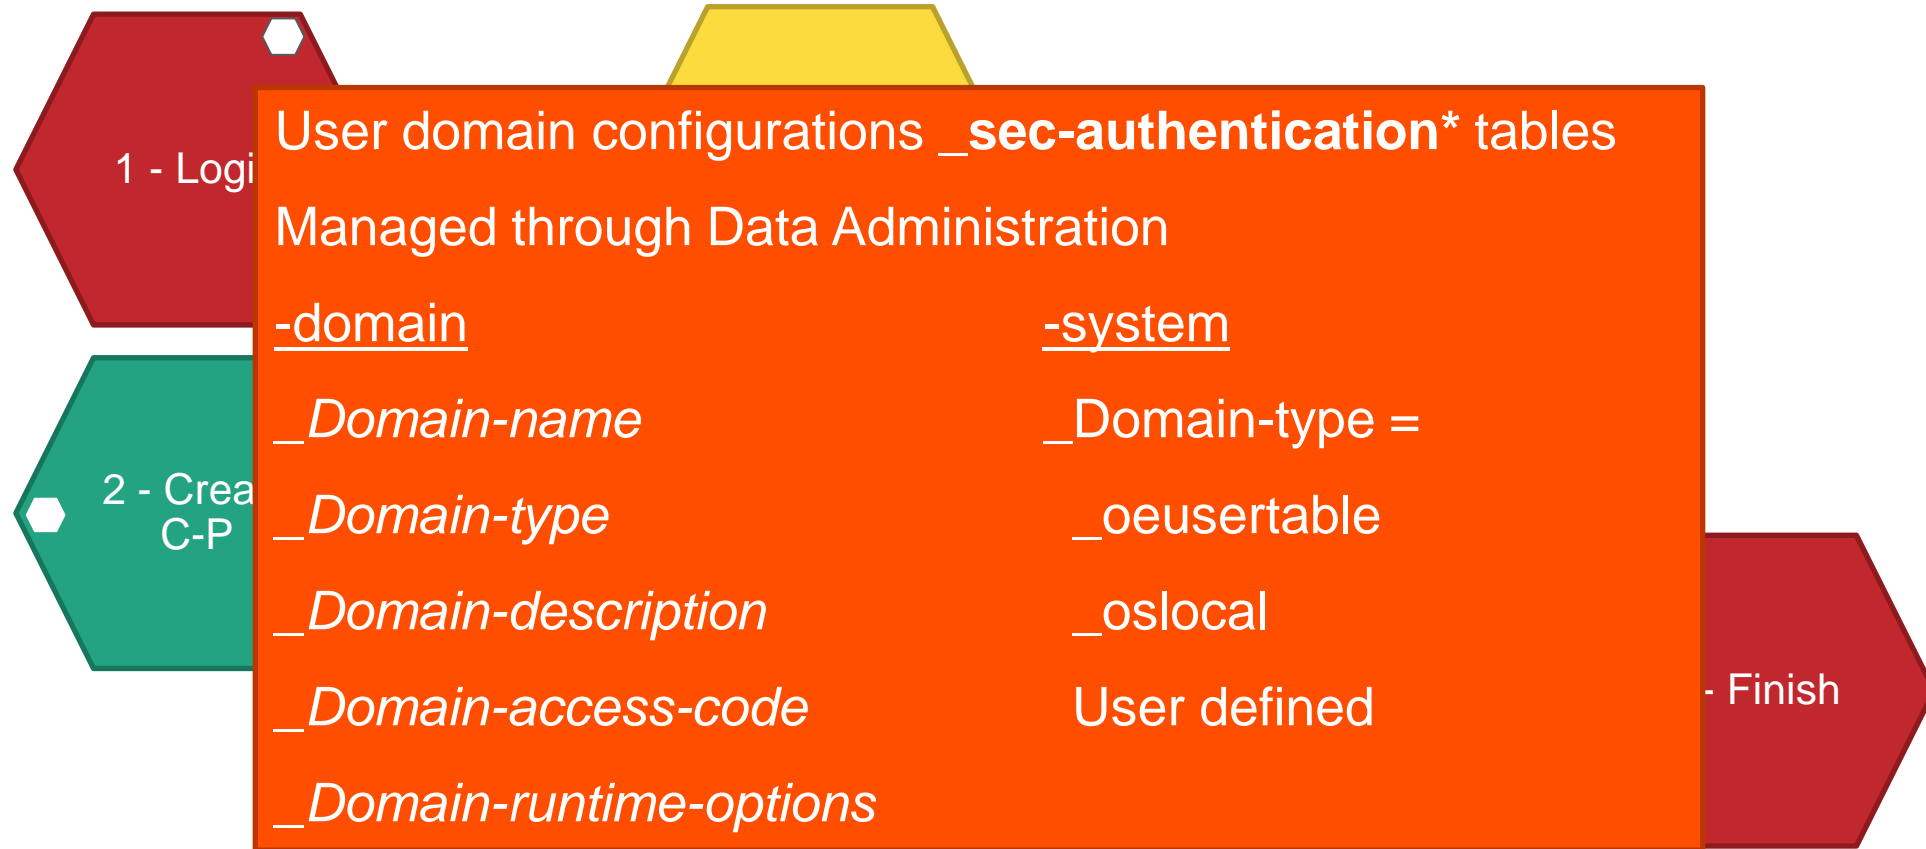 1 - Logi
User domain configurations _sec-authentication* tables
Managed through Data Administration
-domain
_Domain-name
_Domain-type
_Domain-description
_Domain-access-code
_Domain-runtime-options
-system
_Domain-type =
_oeusertable
_oslocal
User defined
2 - Crea
C-P
- Finish